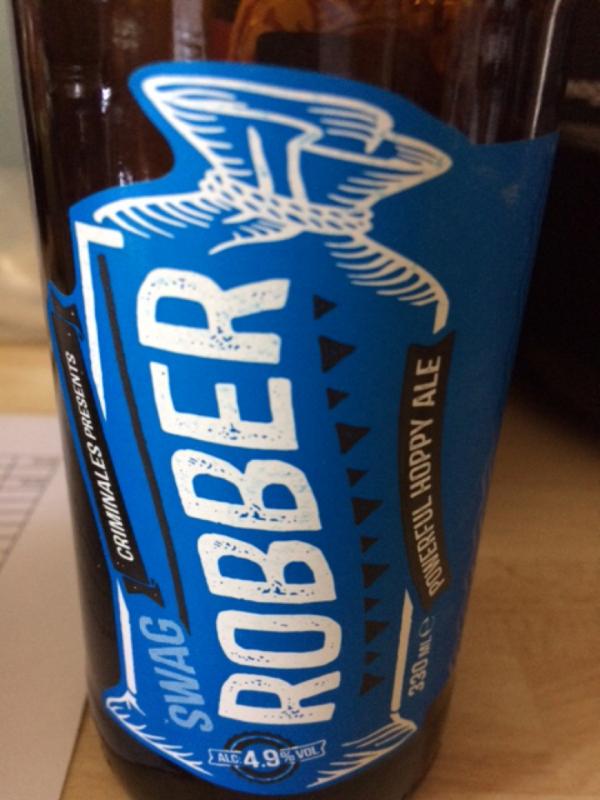 CRIMINALES PRESENTS
SWAG
ROBBER
POWERFUL HOPPY ALE
330 ML ℮
ALC 4.9% VOL